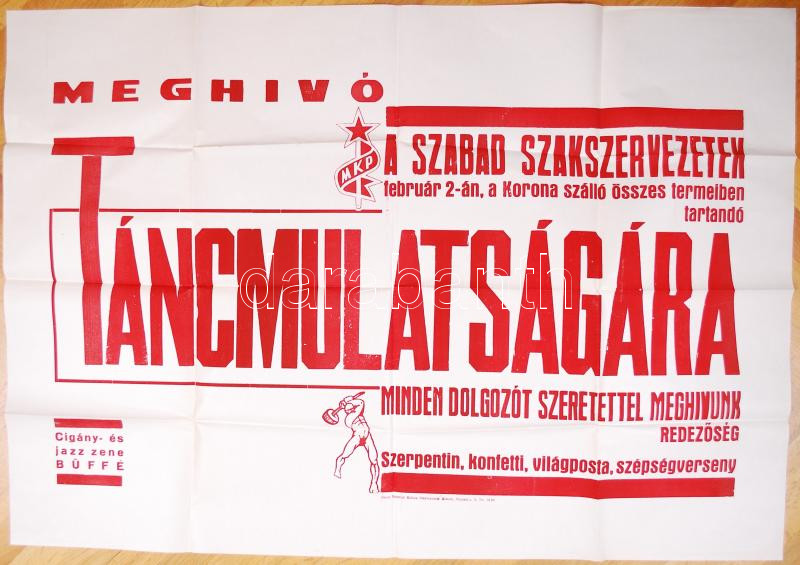 MEGHIVÓ
MKP
A SZABAD SZAKSZERVEZETEK
február 2-án, a Korona szálló összes termeiben
tartandó
TÁNCMULATSÁGÁRA
darabanth
MINDEN DOLGOZÓT SZERETETTEL MEGHIVUNK
REDEZŐSÉG
Cigány- és
jazz zene
BÜFFÉ
Szerpentin, konfetti, világposta, szépségverseny